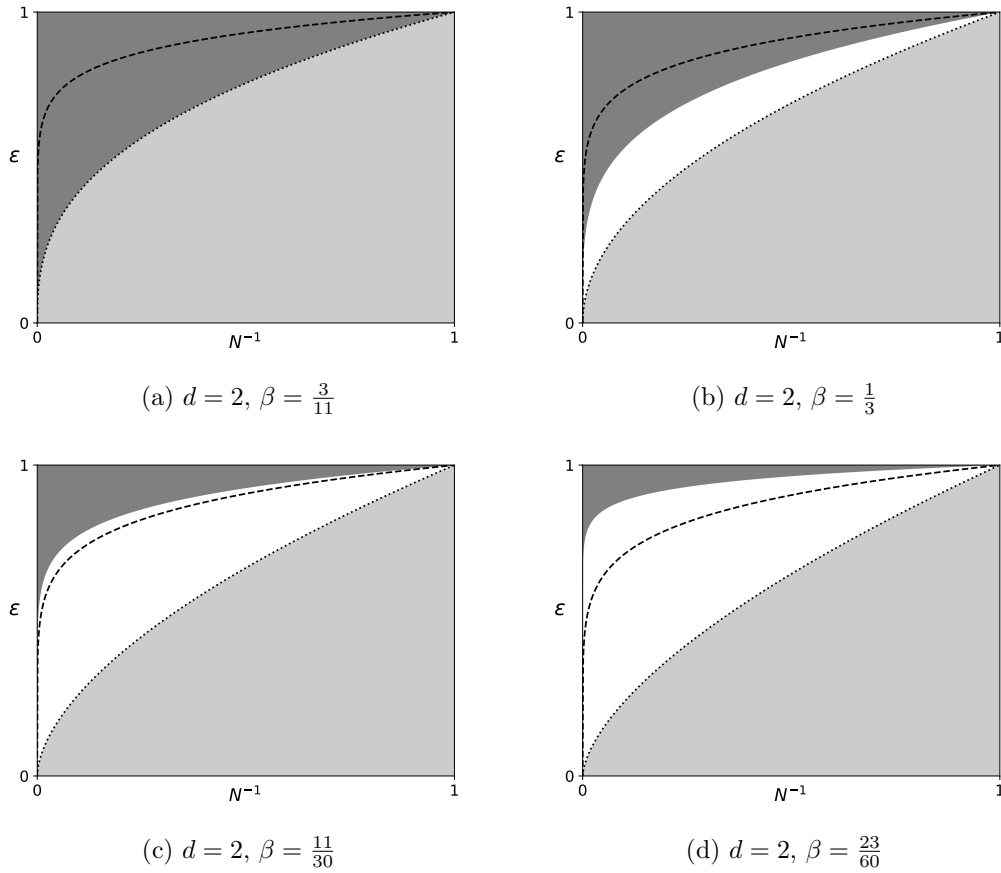 1
1
ε
ε
0
0
0
N⁻¹
1
0
N⁻¹
1
(a) d = 2, β = 3/11
(b) d = 2, β = 1/3
1
1
ε
ε
0
0
0
N⁻¹
1
0
N⁻¹
1
(c) d = 2, β = 11/30
(d) d = 2, β = 23/60